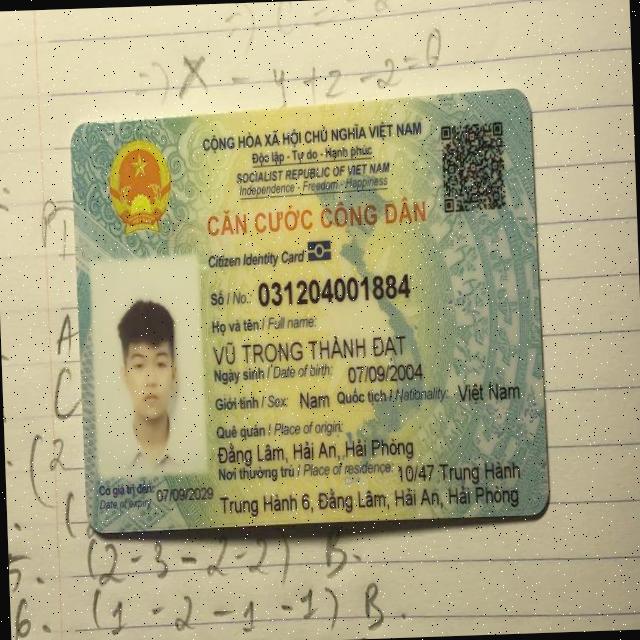 ⇒ X - y + z - 2 = 0
CỘNG HÒA XÃ HỘI CHỦ NGHĨA VIỆT NAM
Độc lập - Tự do - Hạnh phúc
SOCIALIST REPUBLIC OF VIET NAM
Independence - Freedom - Happiness
CĂN CƯỚC CÔNG DÂN
Citizen Identity Card
Số / No.: 031204001884
Họ và tên / Full name:
VŨ TRỌNG THÀNH ĐẠT
Ngày sinh / Date of birth: 07/09/2004
Giới tính / Sex: Nam Quốc tịch / Nationality: Việt Nam
Quê quán / Place of origin:
Đằng Lâm, Hải An, Hải Phòng
Nơi thường trú / Place of residence: 10/47 Trung Hành
Trung Hành 6, Đằng Lâm, Hải An, Hải Phòng
Có giá trị đến: 07/09/2029
Date of expiry
A
C
(2
5. (2 - 3 - 2 - 2) B.
6. (1 - 2 - 1 - 1) B.